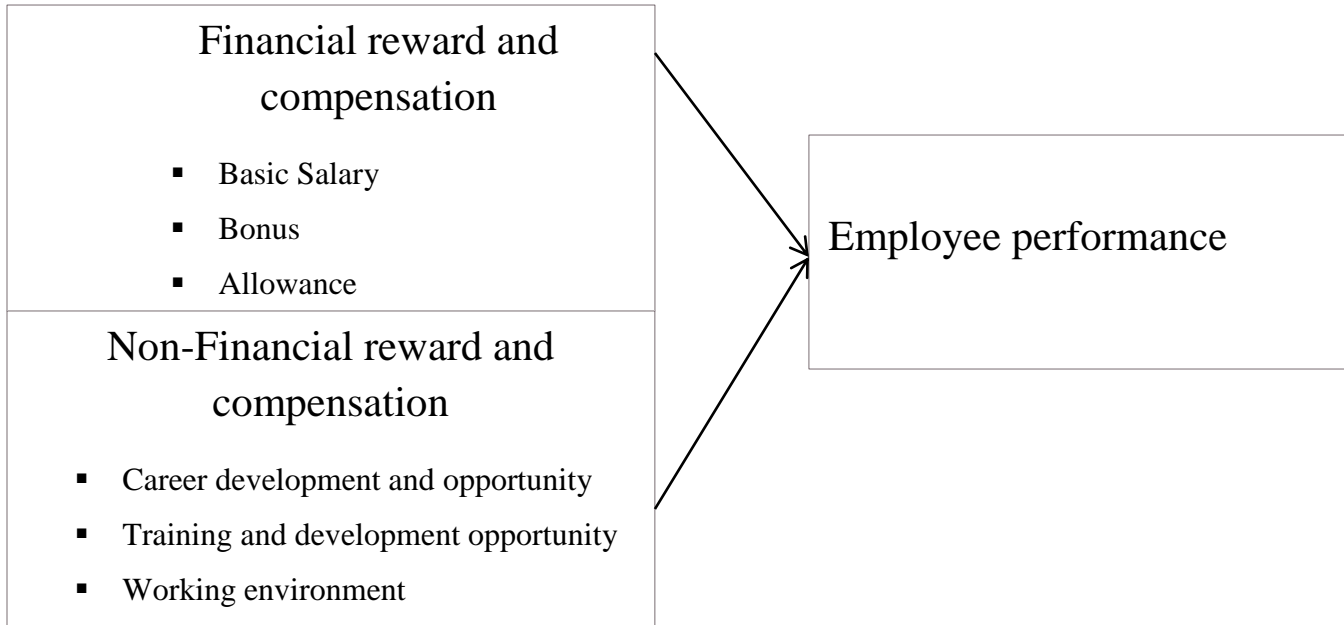 Financial reward and
compensation
▪ Basic Salary
▪ Bonus
▪ Allowance
Non-Financial reward and
compensation
▪ Career development and opportunity
▪ Training and development opportunity
▪ Working environment
Employee performance